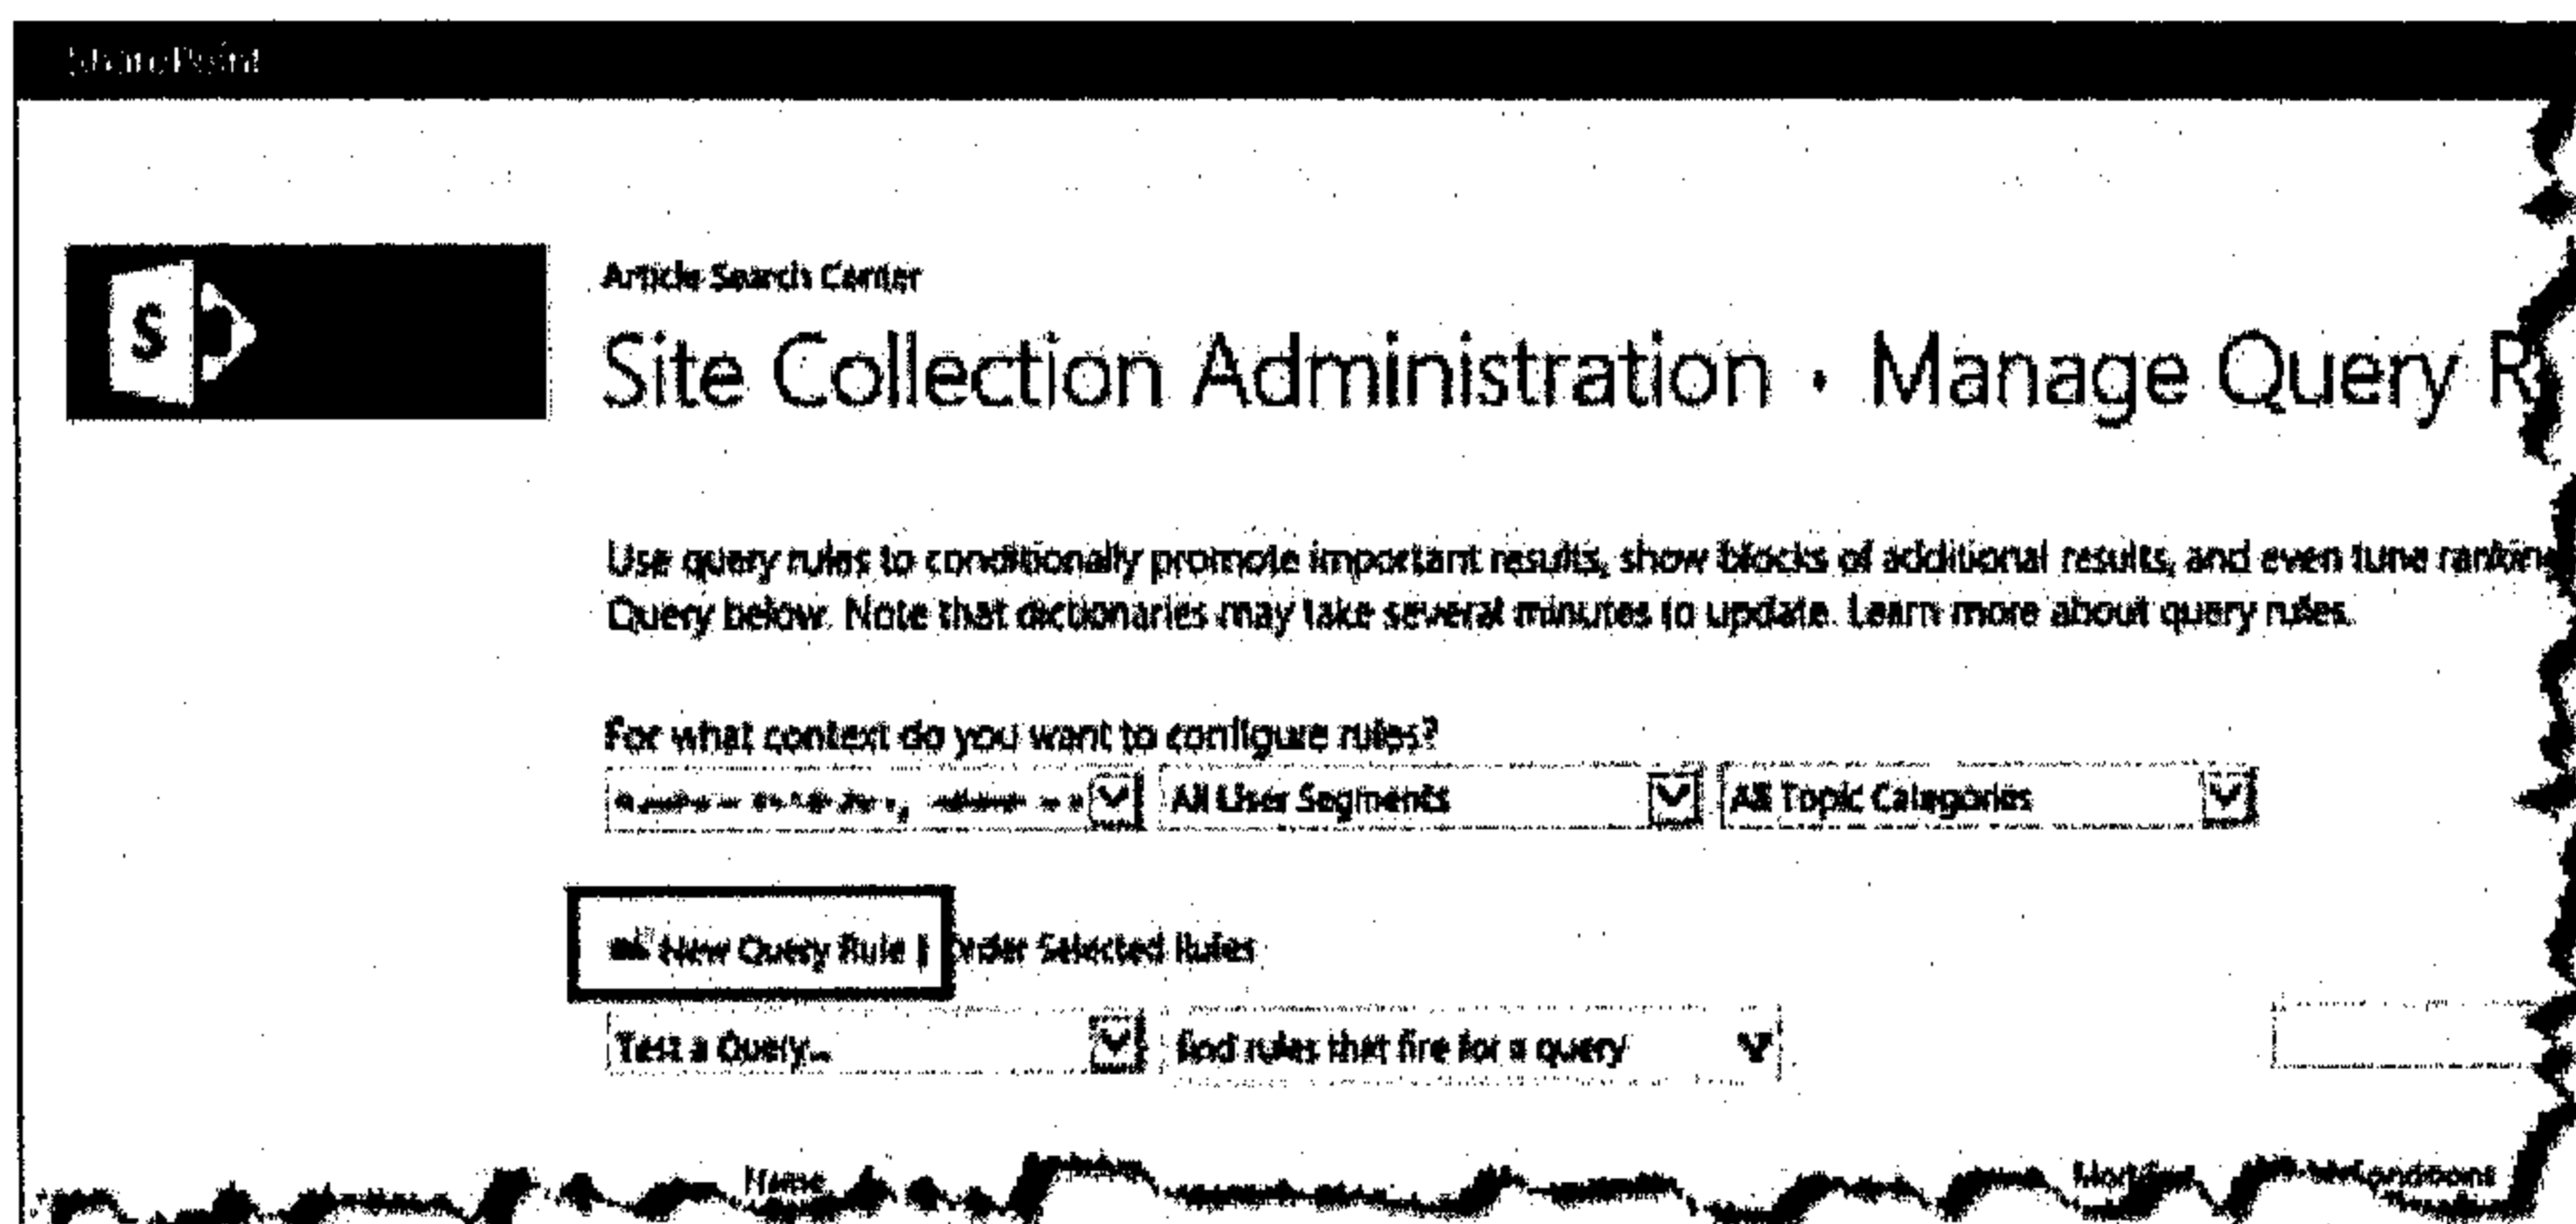 SharePoint
S
Article Search Center
Site Collection Administration · Manage Query R
Use query rules to conditionally promote important results, show blocks of additional results, and even tune ranking
Query below. Note that dictionaries may take several minutes to update. Learn more about query rules.
For what context do you want to configure rules?
All User Segments All Topic Categories
New Query Rule | Order Selected Rules
Test a Query... find rules that fire for a query
Name Modified Conditions